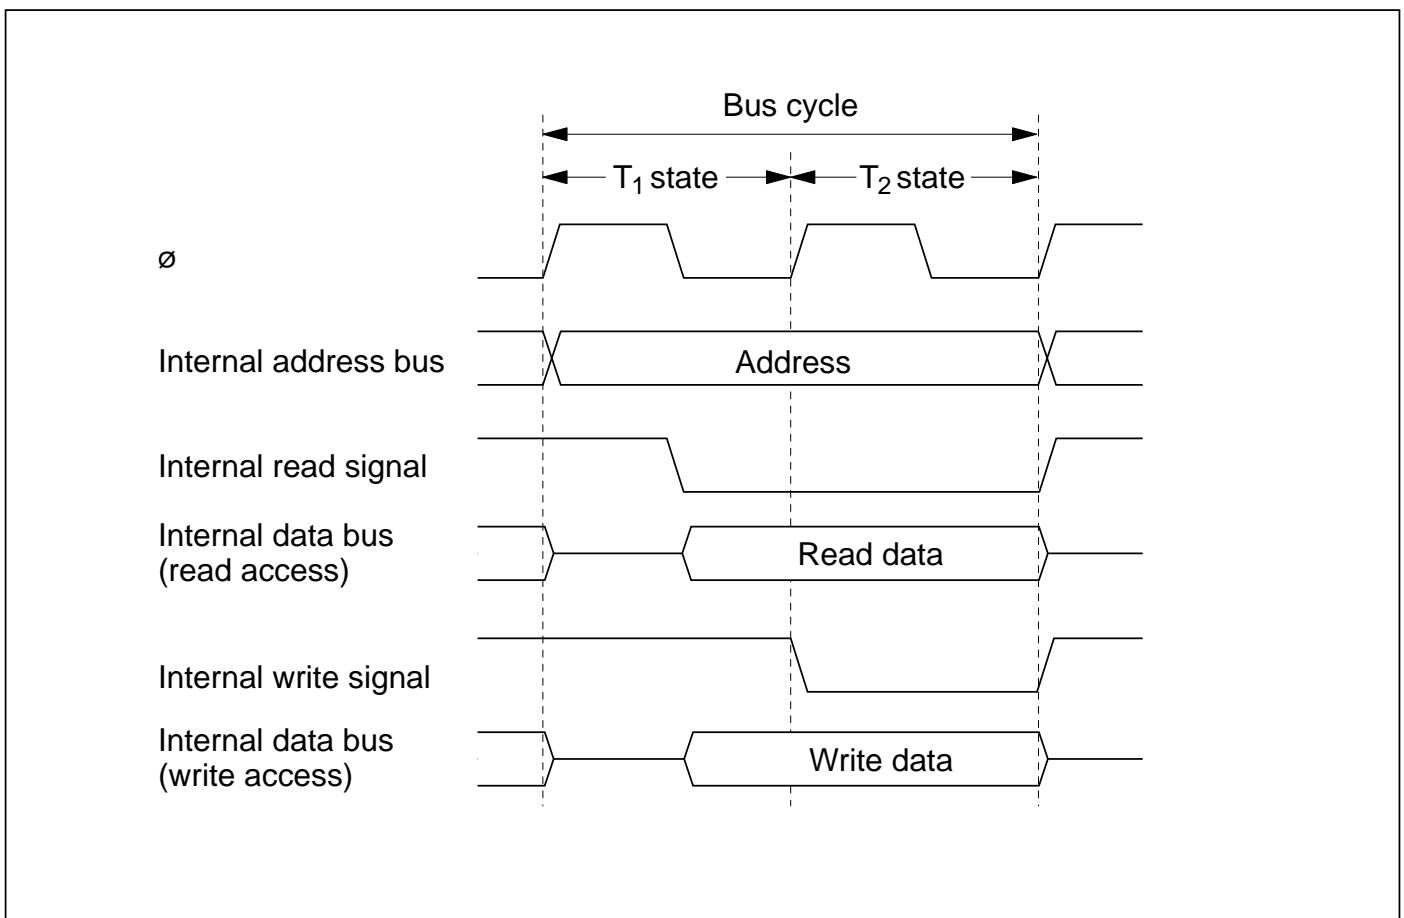 Bus cycle
T1 state
T2 state
ø
Internal address bus
Address
Internal read signal
Internal data bus
(read access)
Read data
Internal write signal
Internal data bus
(write access)
Write data